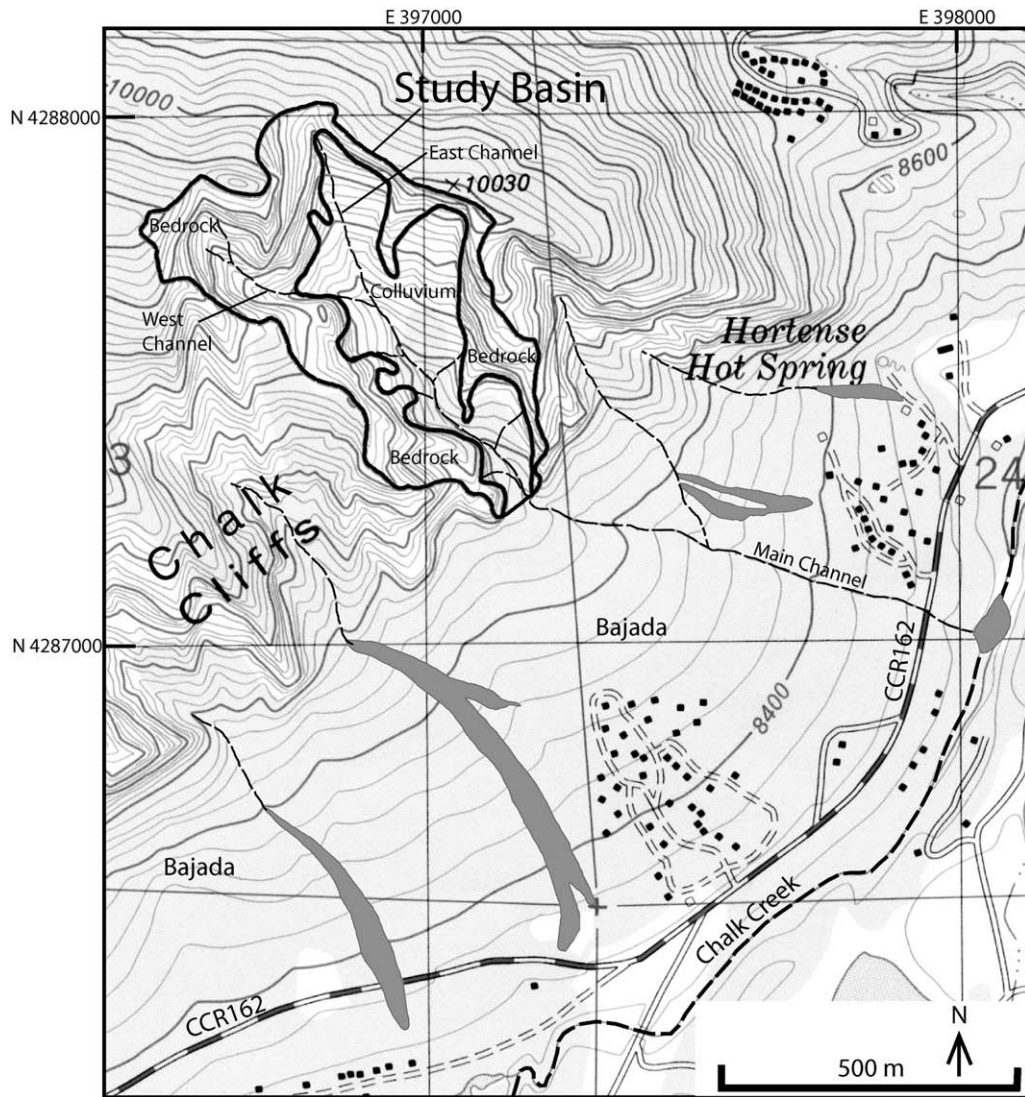 E 397000
E 398000
N 4288000
10000
Study Basin
East Channel
×10030
8600
Bedrock
Colluvium
West
Channel
Bedrock
Hortense
Hot Spring
Bedrock
3
24
Chalk
Cliffs
Main Channel
N 4287000
Bajada
CCR162
8400
Bajada
Chalk Creek
CCR162
N
500 m